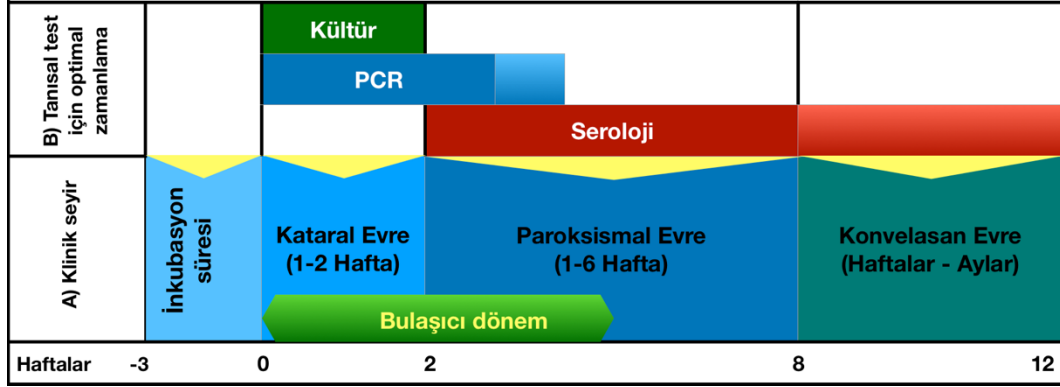 B) Tanısal test
için optimal
zamanlama
Kültür
PCR
Seroloji
A) Klinik seyir
İnkubasyon
süresi
Kataral Evre
(1-2 Hafta)
Paroksismal Evre
(1-6 Hafta)
Konvelasan Evre
(Haftalar - Aylar)
Bulaşıcı dönem
Haftalar -3 0 2 8 12